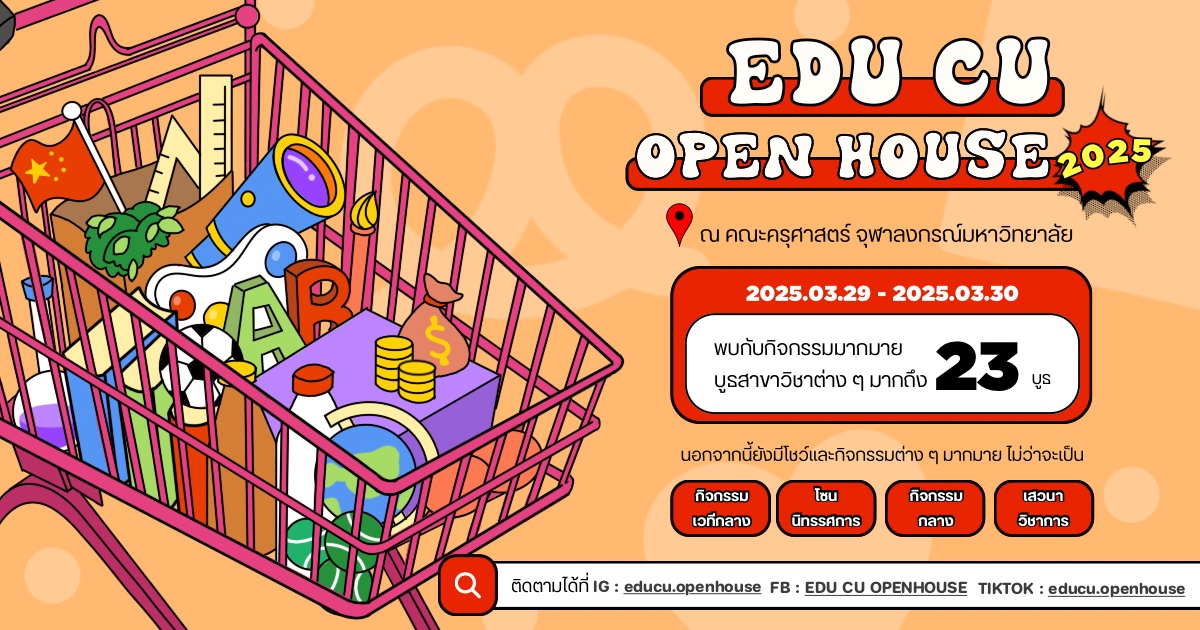 EDU CU
OPEN HOUSE 2025
ณ คณะครุศาสตร์ จุฬาลงกรณ์มหาวิทยาลัย
2025.03.29 - 2025.03.30
พบกับกิจกรรมมากมาย
บูธสาขาวิชาต่าง ๆ มากถึง 23 บูธ
นอกจากนี้ยังมีโชว์และกิจกรรมต่าง ๆ มากมาย ไม่ว่าจะเป็น
กิจกรรม
เวทีกลาง
โซน
นิทรรศการ
กิจกรรม
กลาง
เสวนา
วิชาการ
A B
$
ติดตามได้ที่ IG : educu.openhouse FB : EDU CU OPENHOUSE TIKTOK : educu.openhouse